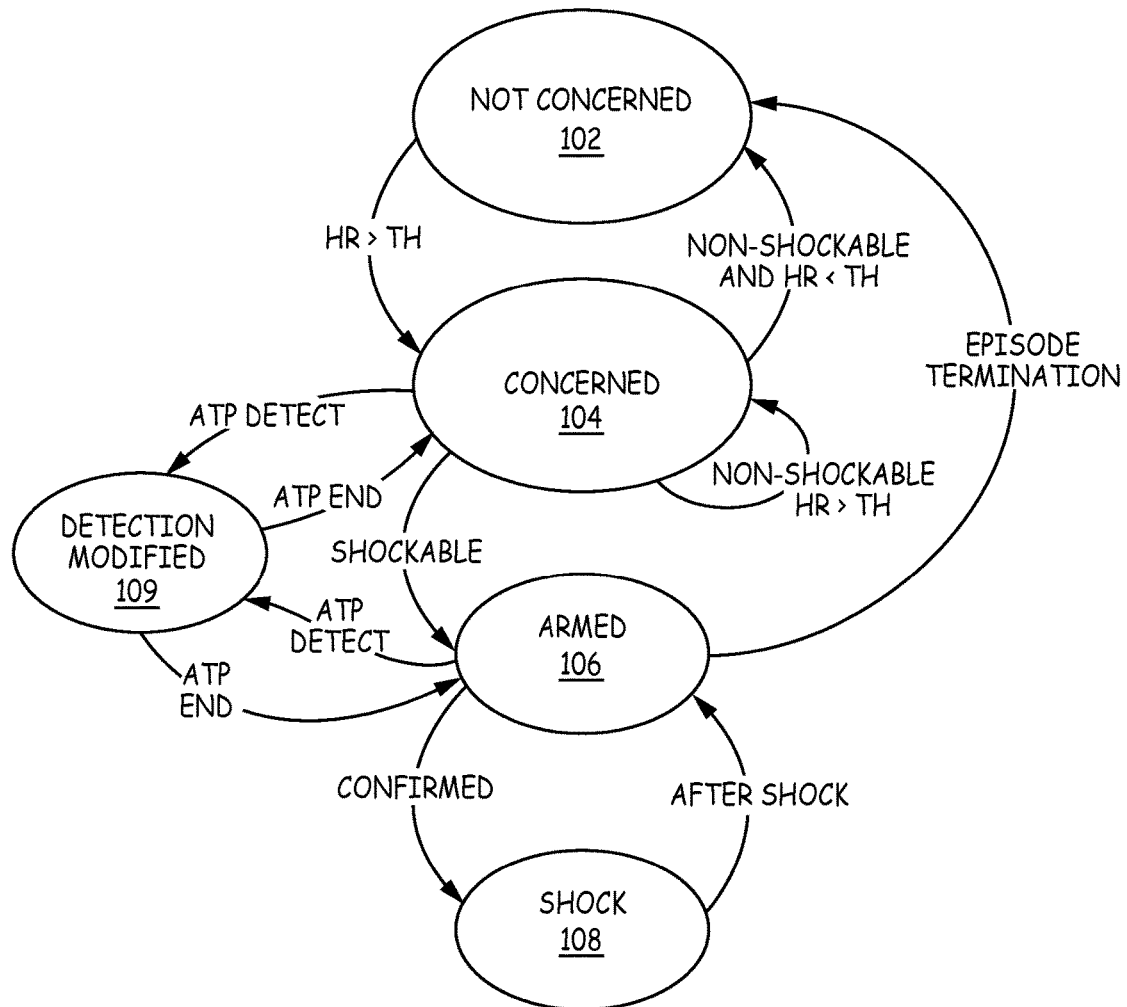 NOT CONCERNED
102
HR > TH
NON-SHOCKABLE
AND HR < TH
EPISODE
TERMINATION
CONCERNED
104
ATP DETECT
ATP END
NON-SHOCKABLE
HR > TH
DETECTION
MODIFIED
109
SHOCKABLE
ATP
DETECT
ARMED
106
ATP
END
CONFIRMED
AFTER SHOCK
SHOCK
108